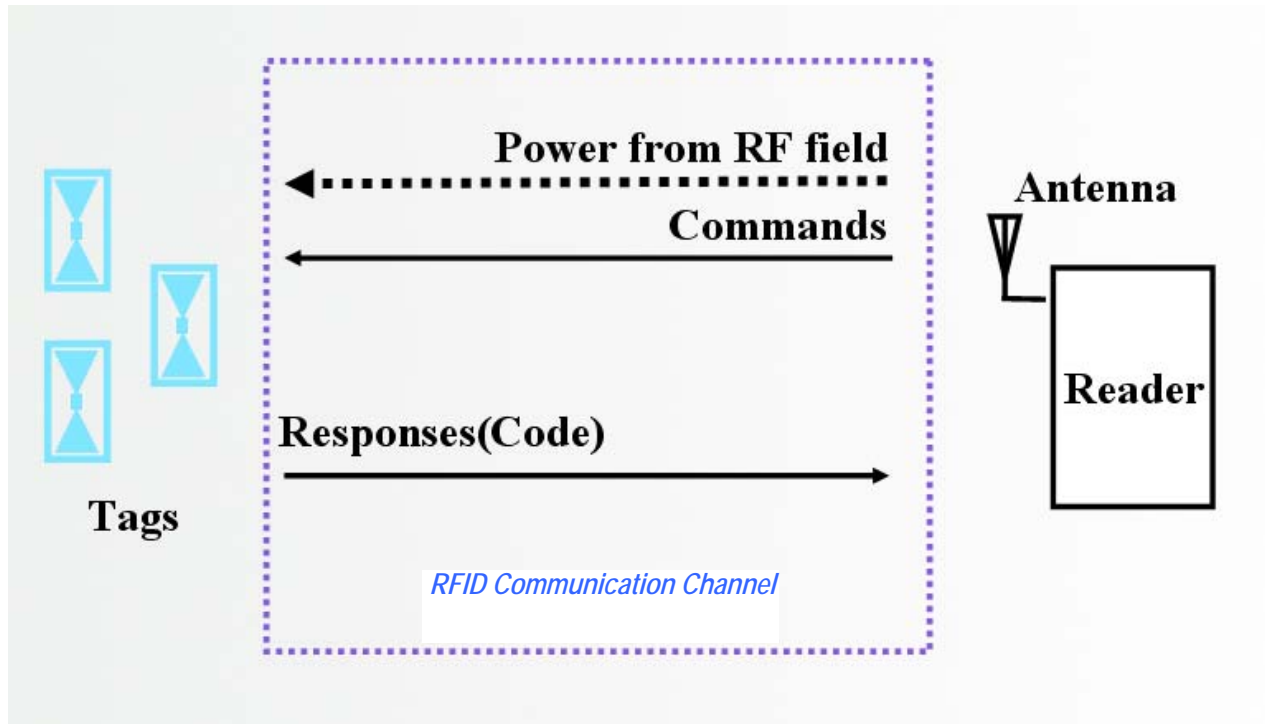 Power from RF field
Antenna
Commands
Reader
Responses(Code)
Tags
RFID Communication Channel